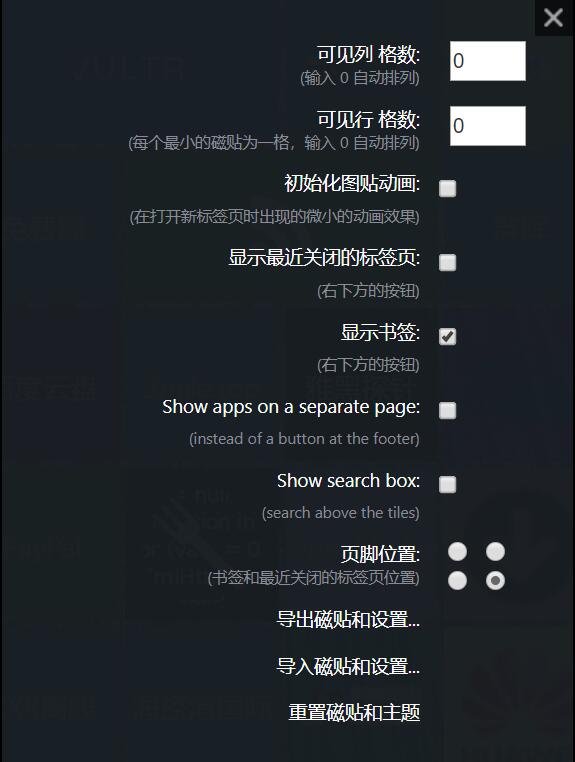 可见列 格数:
0
(输入 0 自动排列)
可见行 格数:
0
(每个最小的磁贴为一格，输入 0 自动排列)
初始化图贴动画:
(在打开新标签页时出现的微小的动画效果)
显示最近关闭的标签页:
(右下方的按钮)
显示书签:
(右下方的按钮)
Show apps on a separate page:
(instead of a button at the footer)
Show search box:
(search above the tiles)
页脚位置:
(书签和最近关闭的标签页位置)
导出磁贴和设置...
导入磁贴和设置...
重置磁贴和主题